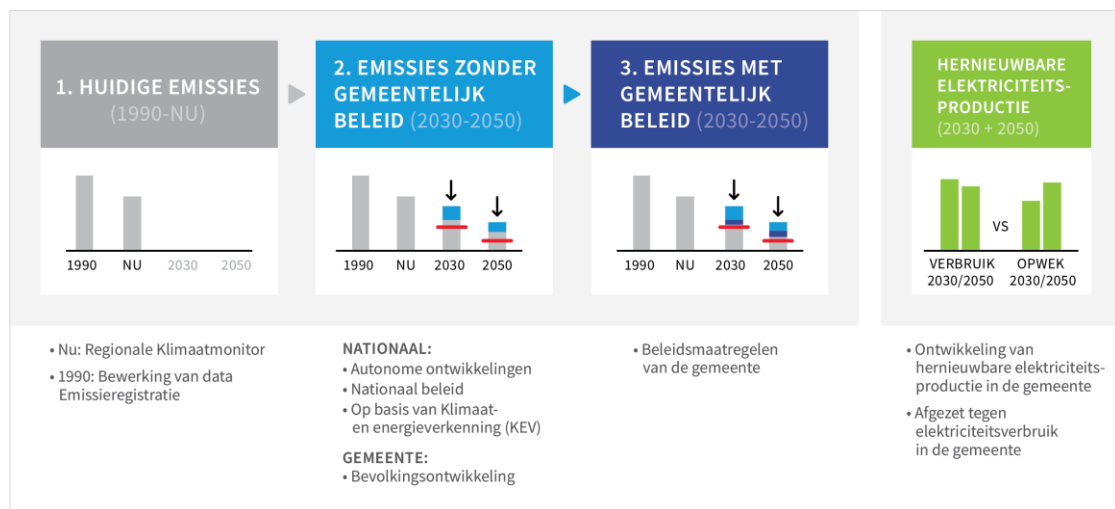 1. HUIDIGE EMISSIES
(1990-NU)
1990 NU 2030 2050
• Nu: Regionale Klimaatmonitor
• 1990: Bewerking van data
Emissieregistratie
2. EMISSIES ZONDER
GEMEENTELIJK
BELEID (2030-2050)
1990 NU 2030 2050
NATIONAAL:
• Autonome ontwikkelingen
• Nationaal beleid
• Op basis van Klimaat-
en energieverkenning (KEV)
GEMEENTE:
• Bevolkingsontwikkeling
3. EMISSIES MET
GEMEENTELIJK
BELEID (2030-2050)
1990 NU 2030 2050
• Beleidsmaatregelen
van de gemeente
HERNIEUWBARE
ELEKTRICITEITS-
PRODUCTIE
(2030 + 2050)
VS
VERBRUIK
2030/2050
OPWEK
2030/2050
• Ontwikkeling van
hernieuwbare elektriciteits-
productie in de gemeente
• Afgezet tegen
elektriciteitsverbruik
in de gemeente